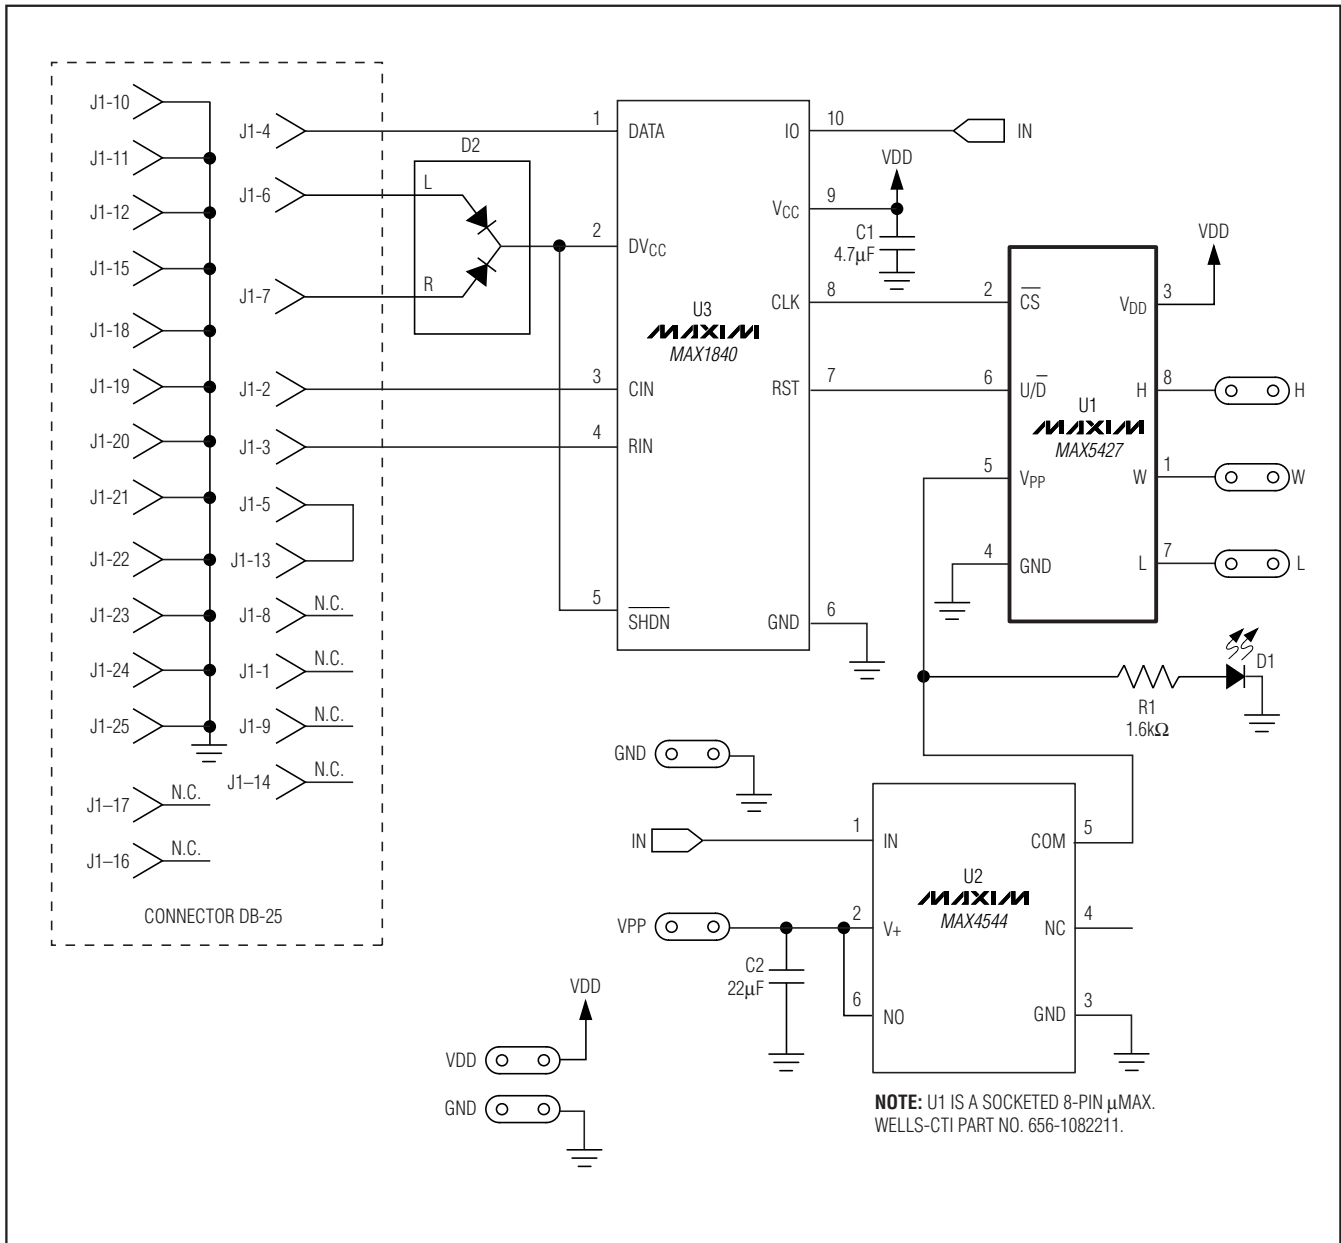 J1-10
J1-11
J1-12
J1-15
J1-18
J1-19
J1-20
J1-21
J1-22
J1-23
J1-24
J1-25
J1–17 N.C.
J1–16 N.C.
J1-4
J1-6
J1-7
J1-2
J1-3
J1-5
J1-13
J1-8 N.C.
J1-1 N.C.
J1-9 N.C.
J1–14 N.C.
CONNECTOR DB-25
D2
L
R
1 DATA
2 DVCC
3 CIN
4 RIN
5 SHDN
U3
MAXIM
MAX1840
IO 10
VCC 9
CLK 8
RST 7
GND 6
IN
VDD
C1
4.7µF
2 CS
6 U/D
5 VPP
4 GND
U1
MAXIM
MAX5427
VDD 3
H 8
W 1
L 7
VDD
H
W
L
R1
1.6kΩ
D1
GND
IN
VPP
C2
22µF
1 IN
2 V+
6 NO
U2
MAXIM
MAX4544
COM 5
NC 4
GND 3
VDD
VDD
GND
NOTE: U1 IS A SOCKETED 8-PIN µMAX.
WELLS-CTI PART NO. 656-1082211.